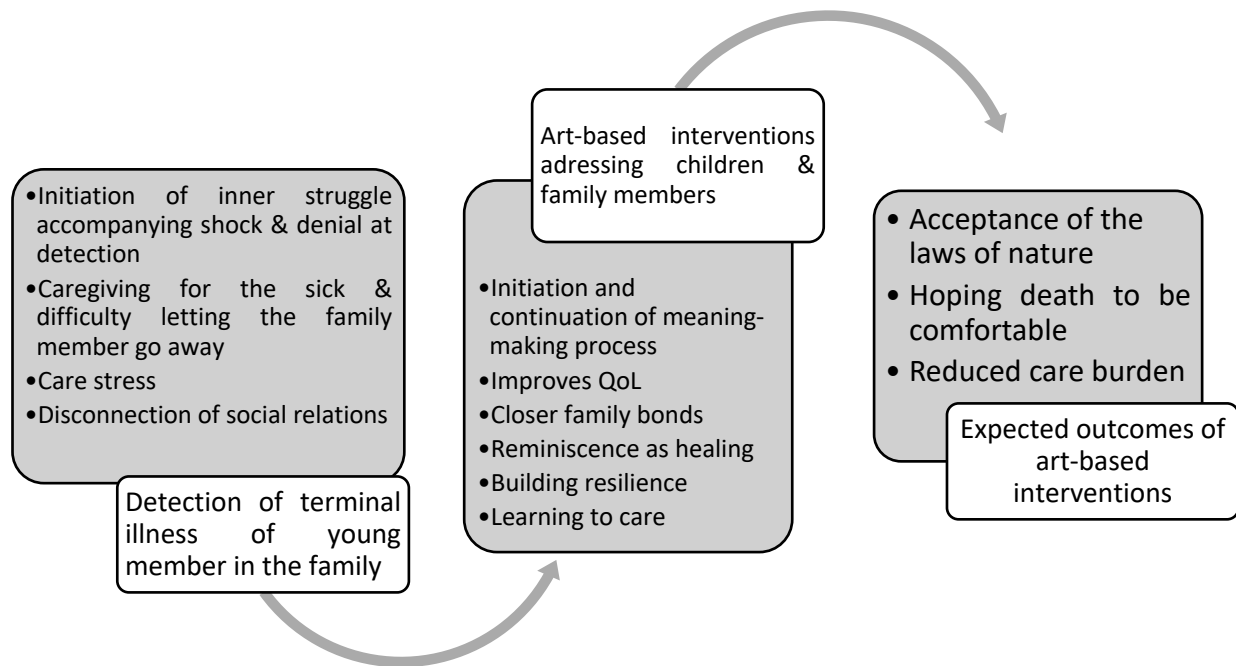 •Initiation of inner struggle
accompanying shock & denial at
detection
•Caregiving for the sick &
difficulty letting the family
member go away
•Care stress
•Disconnection of social relations
Detection of terminal
illness of young
member in the family
Art-based interventions
adressing children &
family members
•Initiation and
continuation of meaning-
making process
•Improves QoL
•Closer family bonds
•Reminiscence as healing
•Building resilience
•Learning to care
• Acceptance of the
laws of nature
• Hoping death to be
comfortable
• Reduced care burden
Expected outcomes of
art-based
interventions